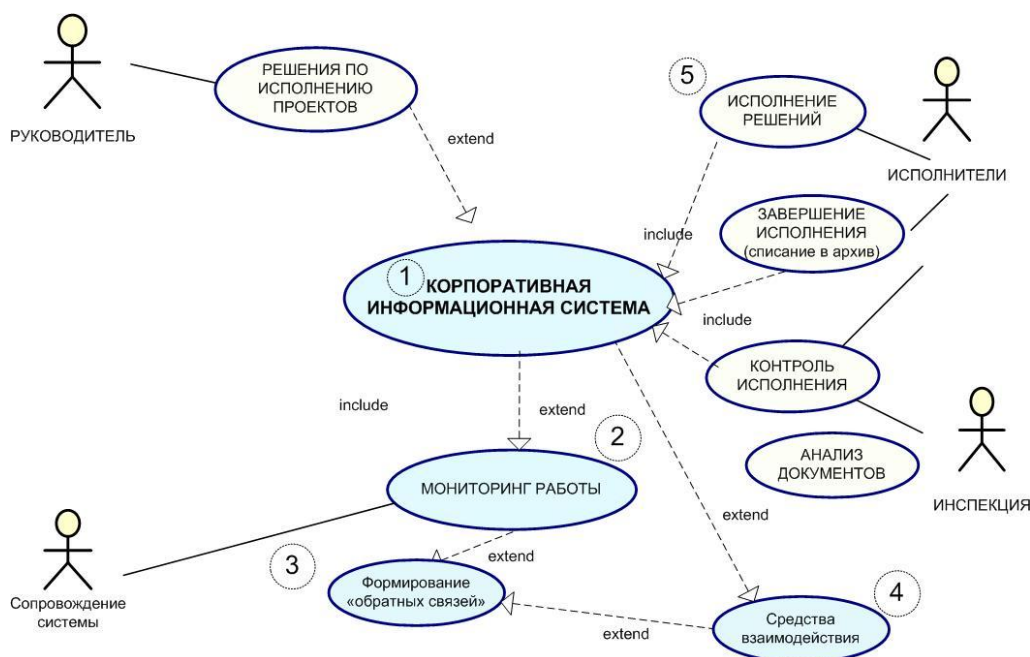 РУКОВОДИТЕЛЬ
РЕШЕНИЯ ПО
ИСПОЛНЕНИЮ
ПРОЕКТОВ
extend
5
ИСПОЛНЕНИЕ
РЕШЕНИЙ
ИСПОЛНИТЕЛИ
include
ЗАВЕРШЕНИЕ
ИСПОЛНЕНИЯ
(списание в архив)
1
КОРПОРАТИВНАЯ
ИНФОРМАЦИОННАЯ СИСТЕМА
include
КОНТРОЛЬ
ИСПОЛНЕНИЯ
include
extend
2
АНАЛИЗ
ДОКУМЕНТОВ
ИНСПЕКЦИЯ
МОНИТОРИНГ РАБОТЫ
extend
Сопровождение
системы
3
extend
Формирование
«обратных связей»
extend
4
Средства
взаимодействия